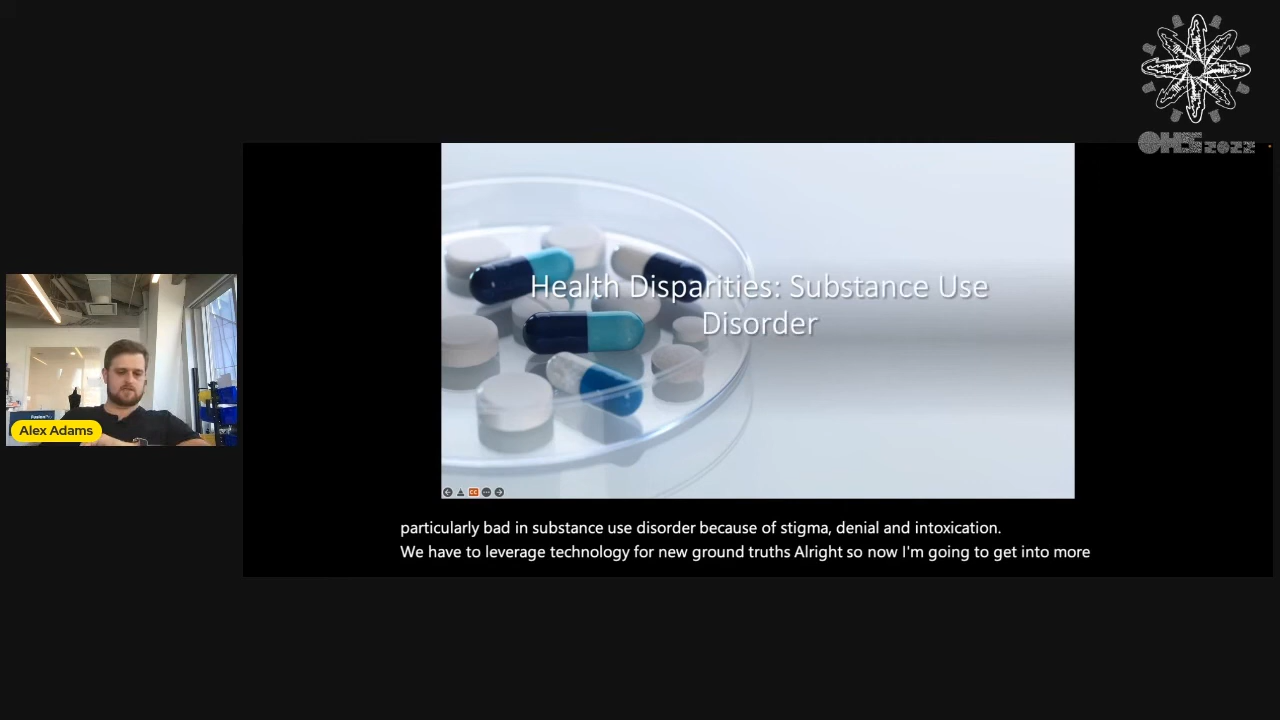 OHS2022
Health Disparities: Substance Use
Disorder
Alex Adams
particularly bad in substance use disorder because of stigma, denial and intoxication.
We have to leverage technology for new ground truths Alright so now I'm going to get into more